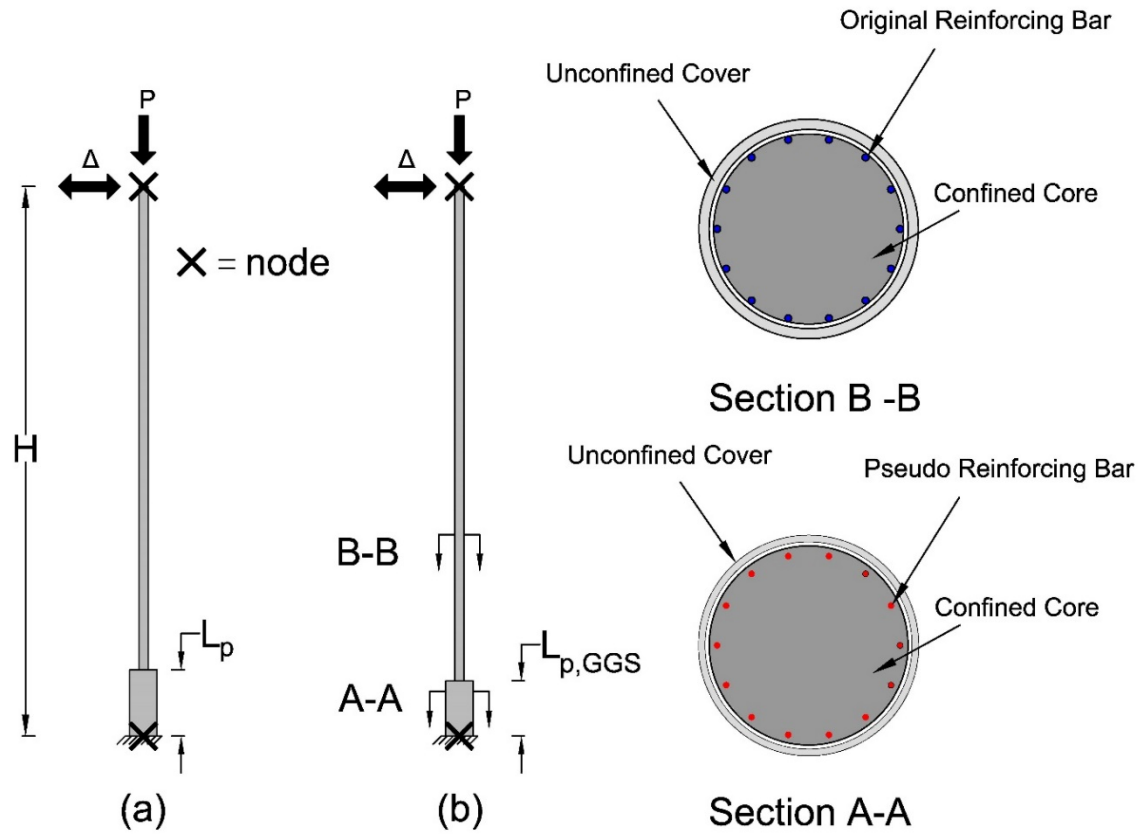 P
Δ
= node
H
Lp
(a)
P
Δ
B-B
A-A
Lp,GGS
(b)
Original Reinforcing Bar
Unconfined Cover
Confined Core
Section B -B
Unconfined Cover
Pseudo Reinforcing Bar
Confined Core
Section A-A